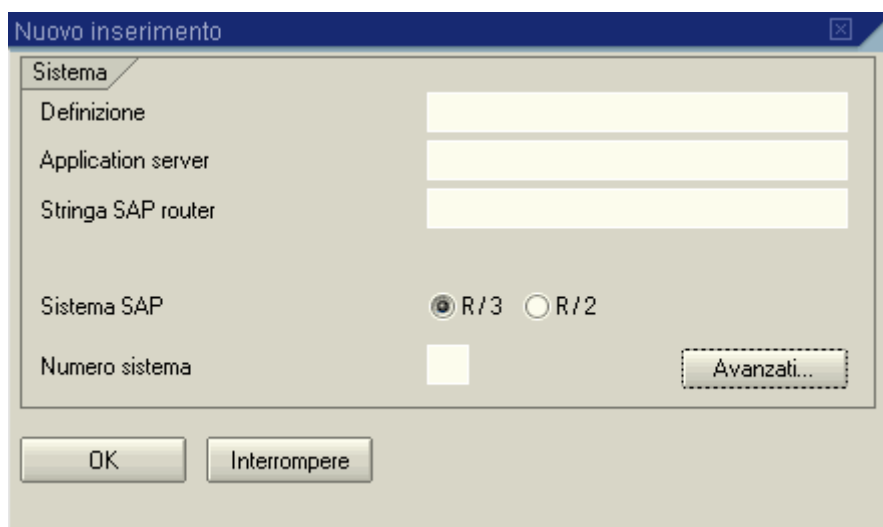 Nuovo inserimento
Sistema
Definizione
Application server
Stringa SAP router
Sistema SAP R/3 R/2
Numero sistema Avanzati...
OK Interrompere